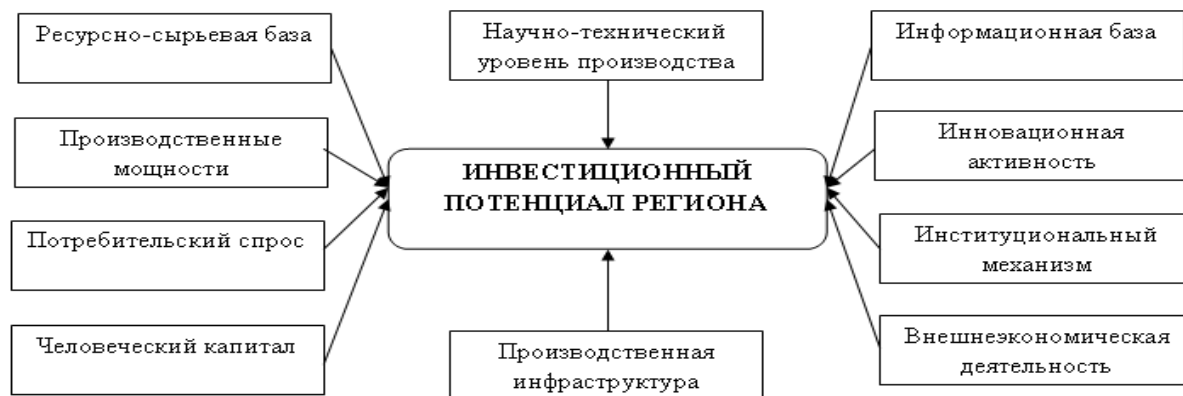 Ресурсно-сырьевая база
Научно-технический
уровень производства
Информационная база
Производственные
мощности
Инновационная
активность
ИНВЕСТИЦИОННЫЙ
ПОТЕНЦИАЛ РЕГИОНА
Потребительский спрос
Институциональный
механизм
Человеческий капитал
Производственная
инфраструктура
Внешнеэкономическая
деятельность